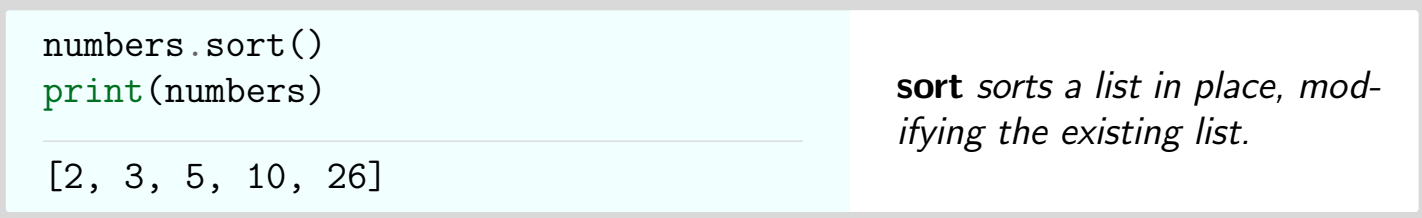 numbers.sort()
print(numbers)
[2, 3, 5, 10, 26]
sort sorts a list in place, mod-
ifying the existing list.